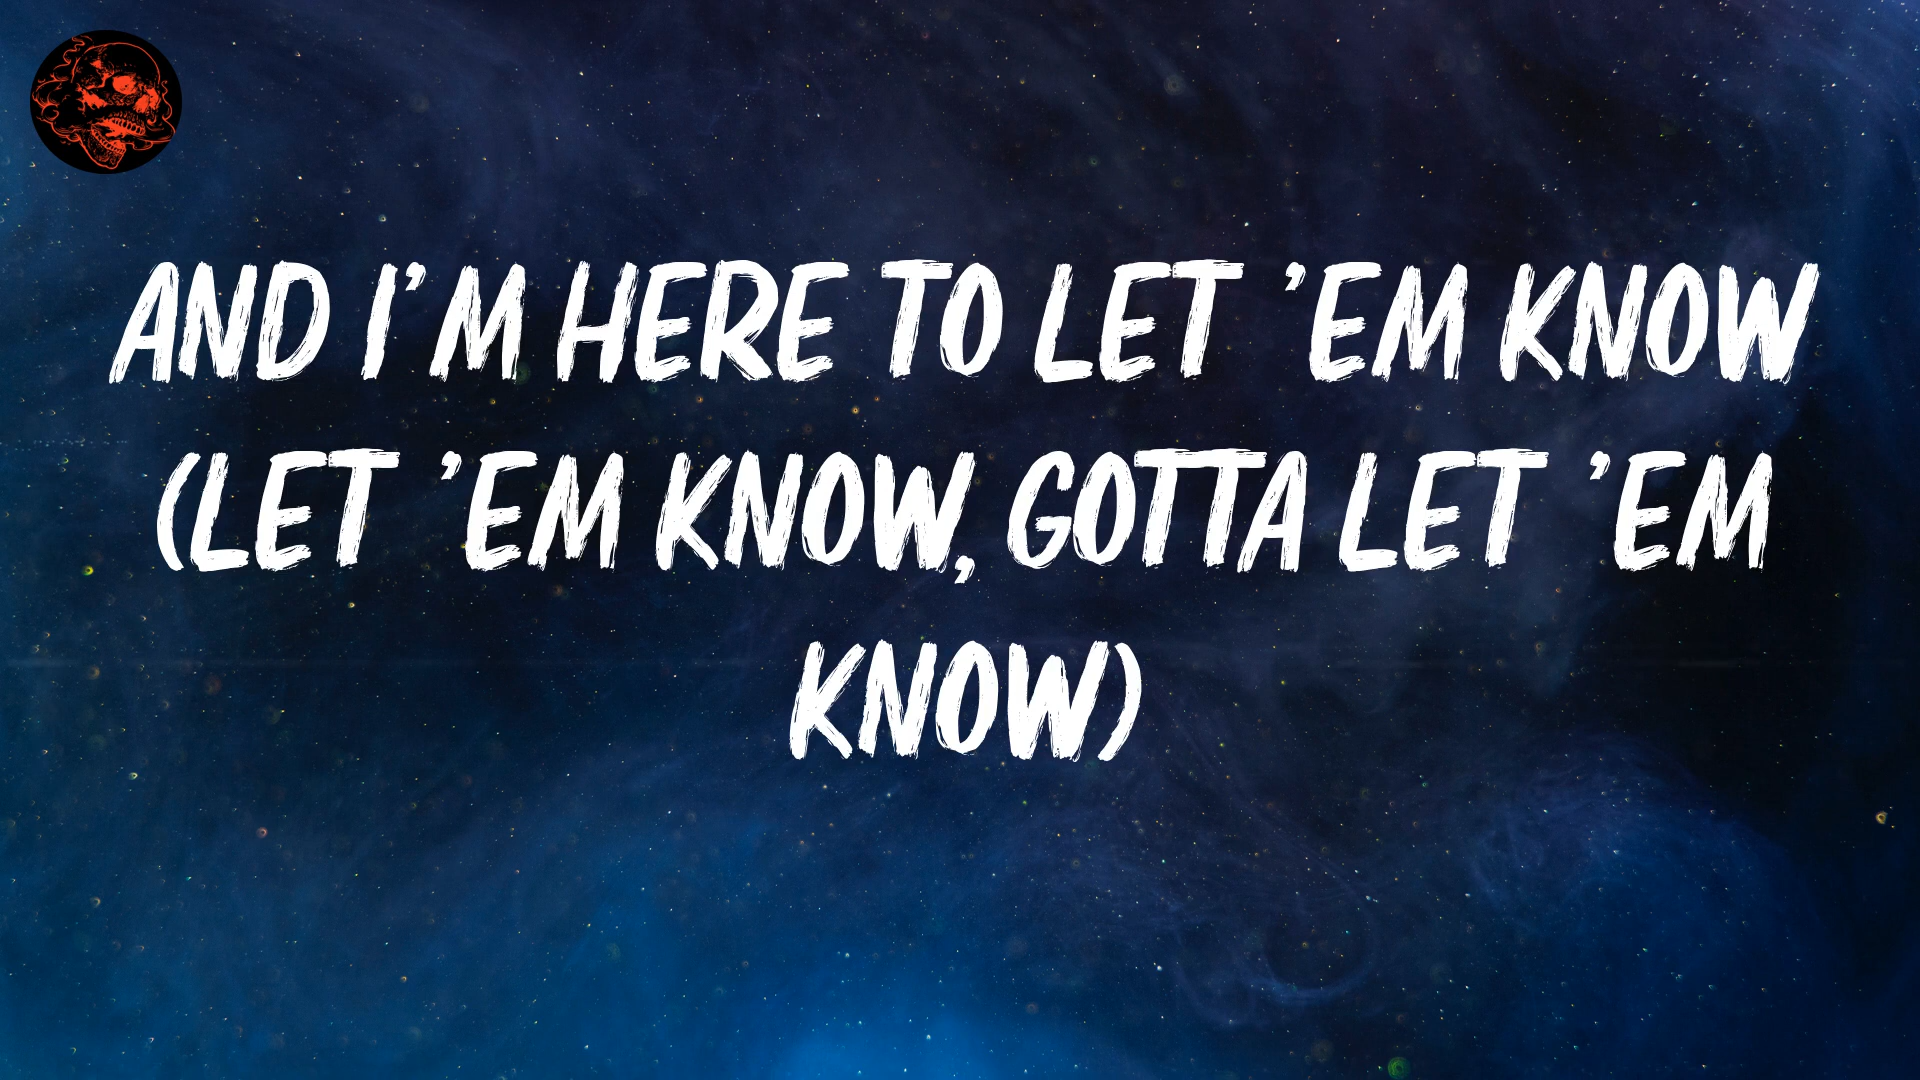 AND I'M HERE TO LET 'EM KNOW
(LET 'EM KNOW, GOTTA LET 'EM
KNOW)